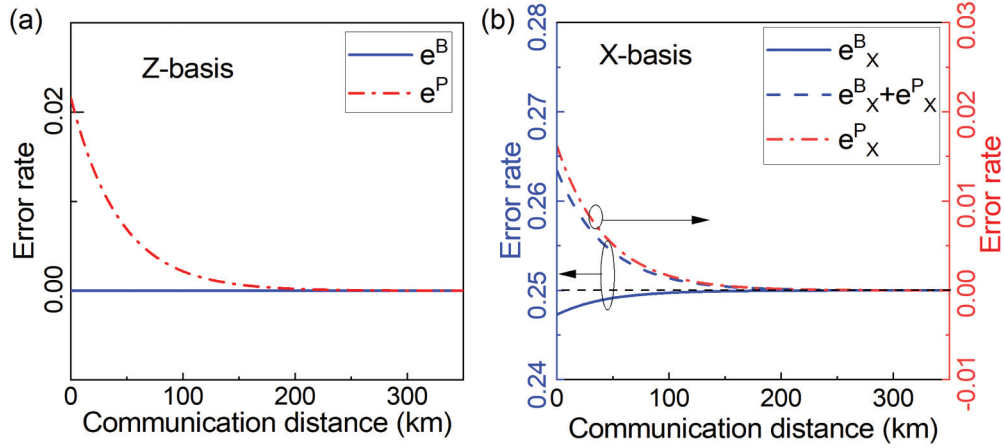 (a)
Z-basis
e^B
e^P
Error rate
0.02
0.00
0
100
200
300
Communication distance (km)
(b)
X-basis
e^B_X
e^B_X+e^P_X
e^P_X
Error rate
0.28
0.27
0.26
0.25
0.24
0.03
0.02
0.01
0.00
-0.01
Error rate
0
100
200
300
Communication distance (km)